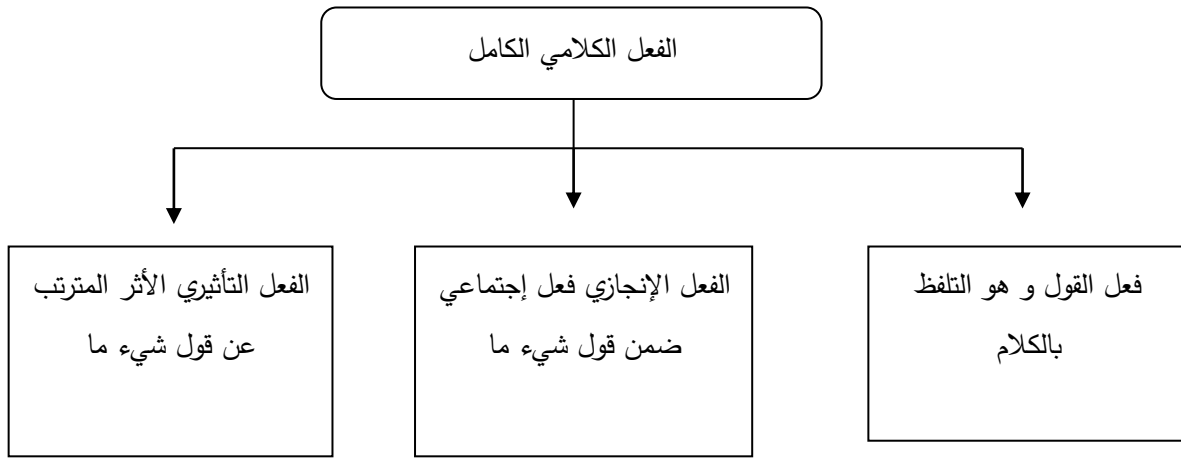 الفعل الكلامي الكامل
فعل القول و هو التلفظ
بالكلام
الفعل الإنجازي فعل إجتماعي
ضمن قول شيء ما
الفعل التأثيري الأثر المترتب
عن قول شيء ما